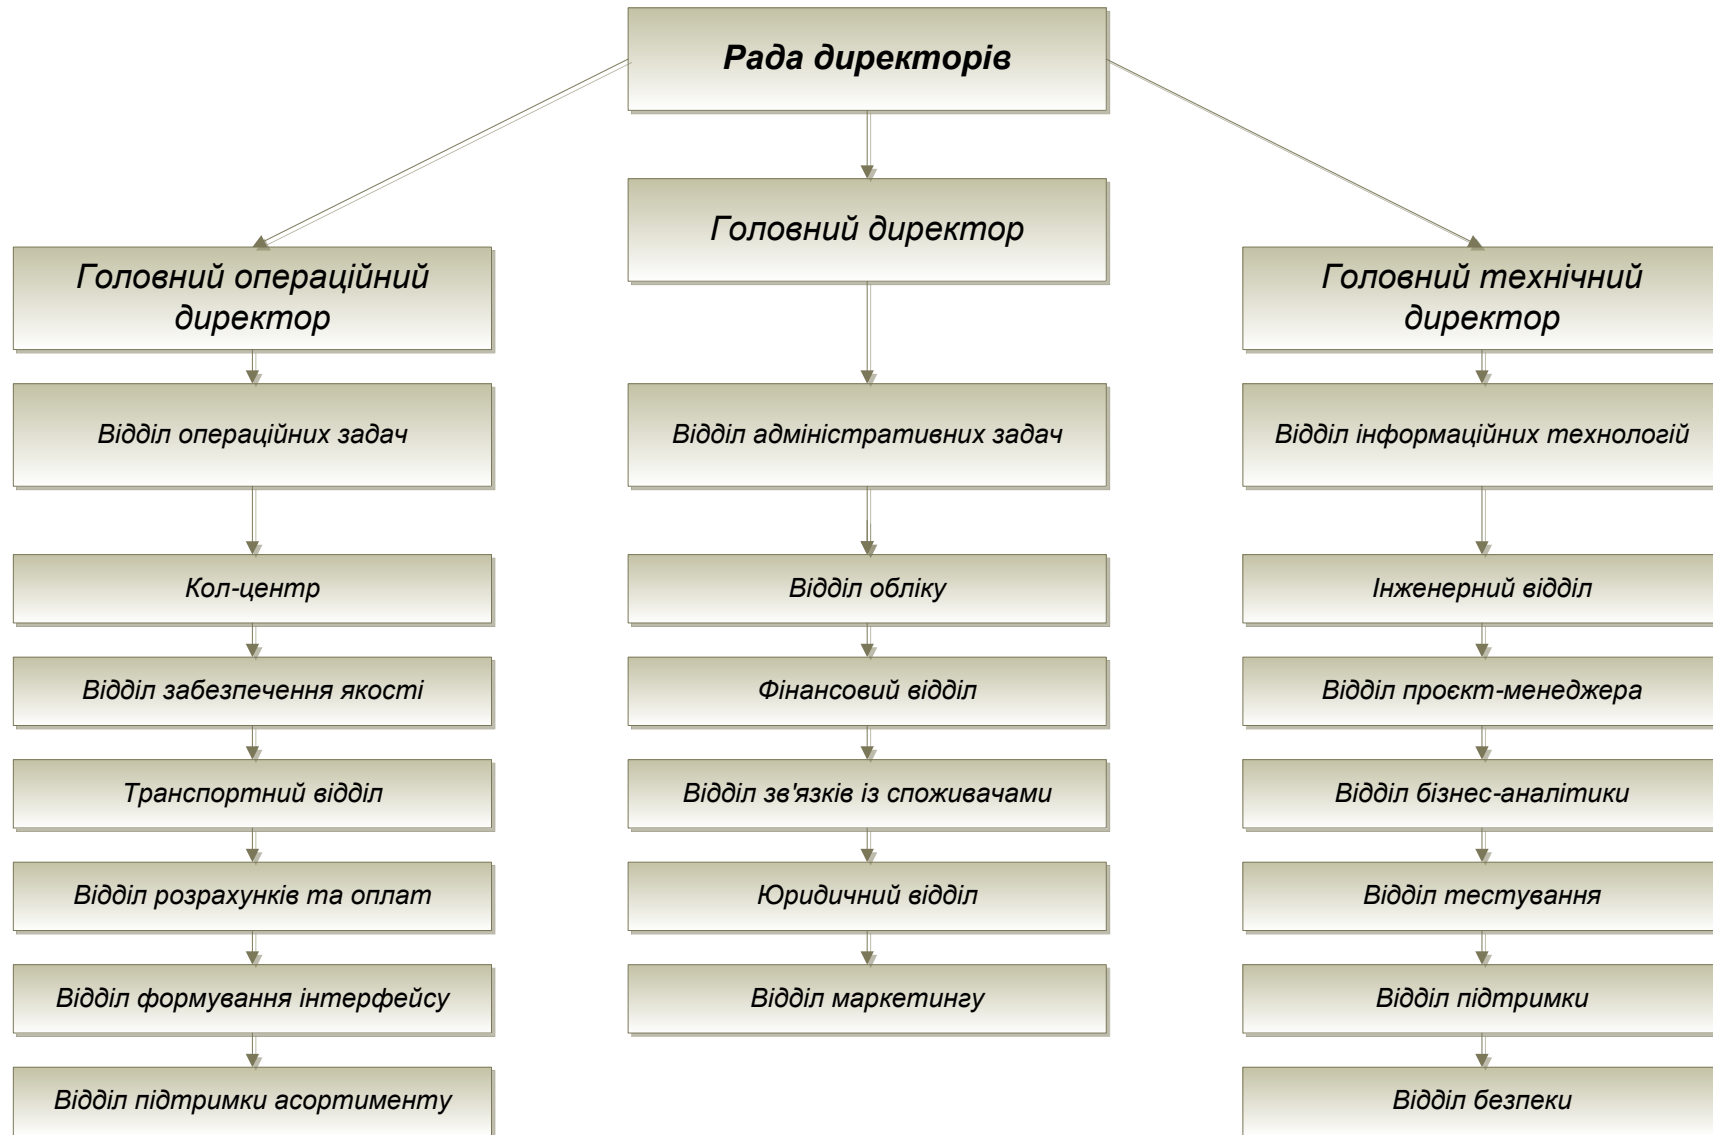 Рада директорів
Головний директор
Головний операційний
директор
Головний технічний
директор
Відділ операційних задач
Відділ адміністративних задач
Відділ інформаційних технологій
Кол-центр
Відділ обліку
Інженерний відділ
Відділ забезпечення якості
Фінансовий відділ
Відділ проєкт-менеджера
Транспортний відділ
Відділ зв'язків із споживачами
Відділ бізнес-аналітики
Відділ розрахунків та оплат
Юридичний відділ
Відділ тестування
Відділ формування інтерфейсу
Відділ маркетингу
Відділ підтримки
Відділ підтримки асортименту
Відділ безпеки